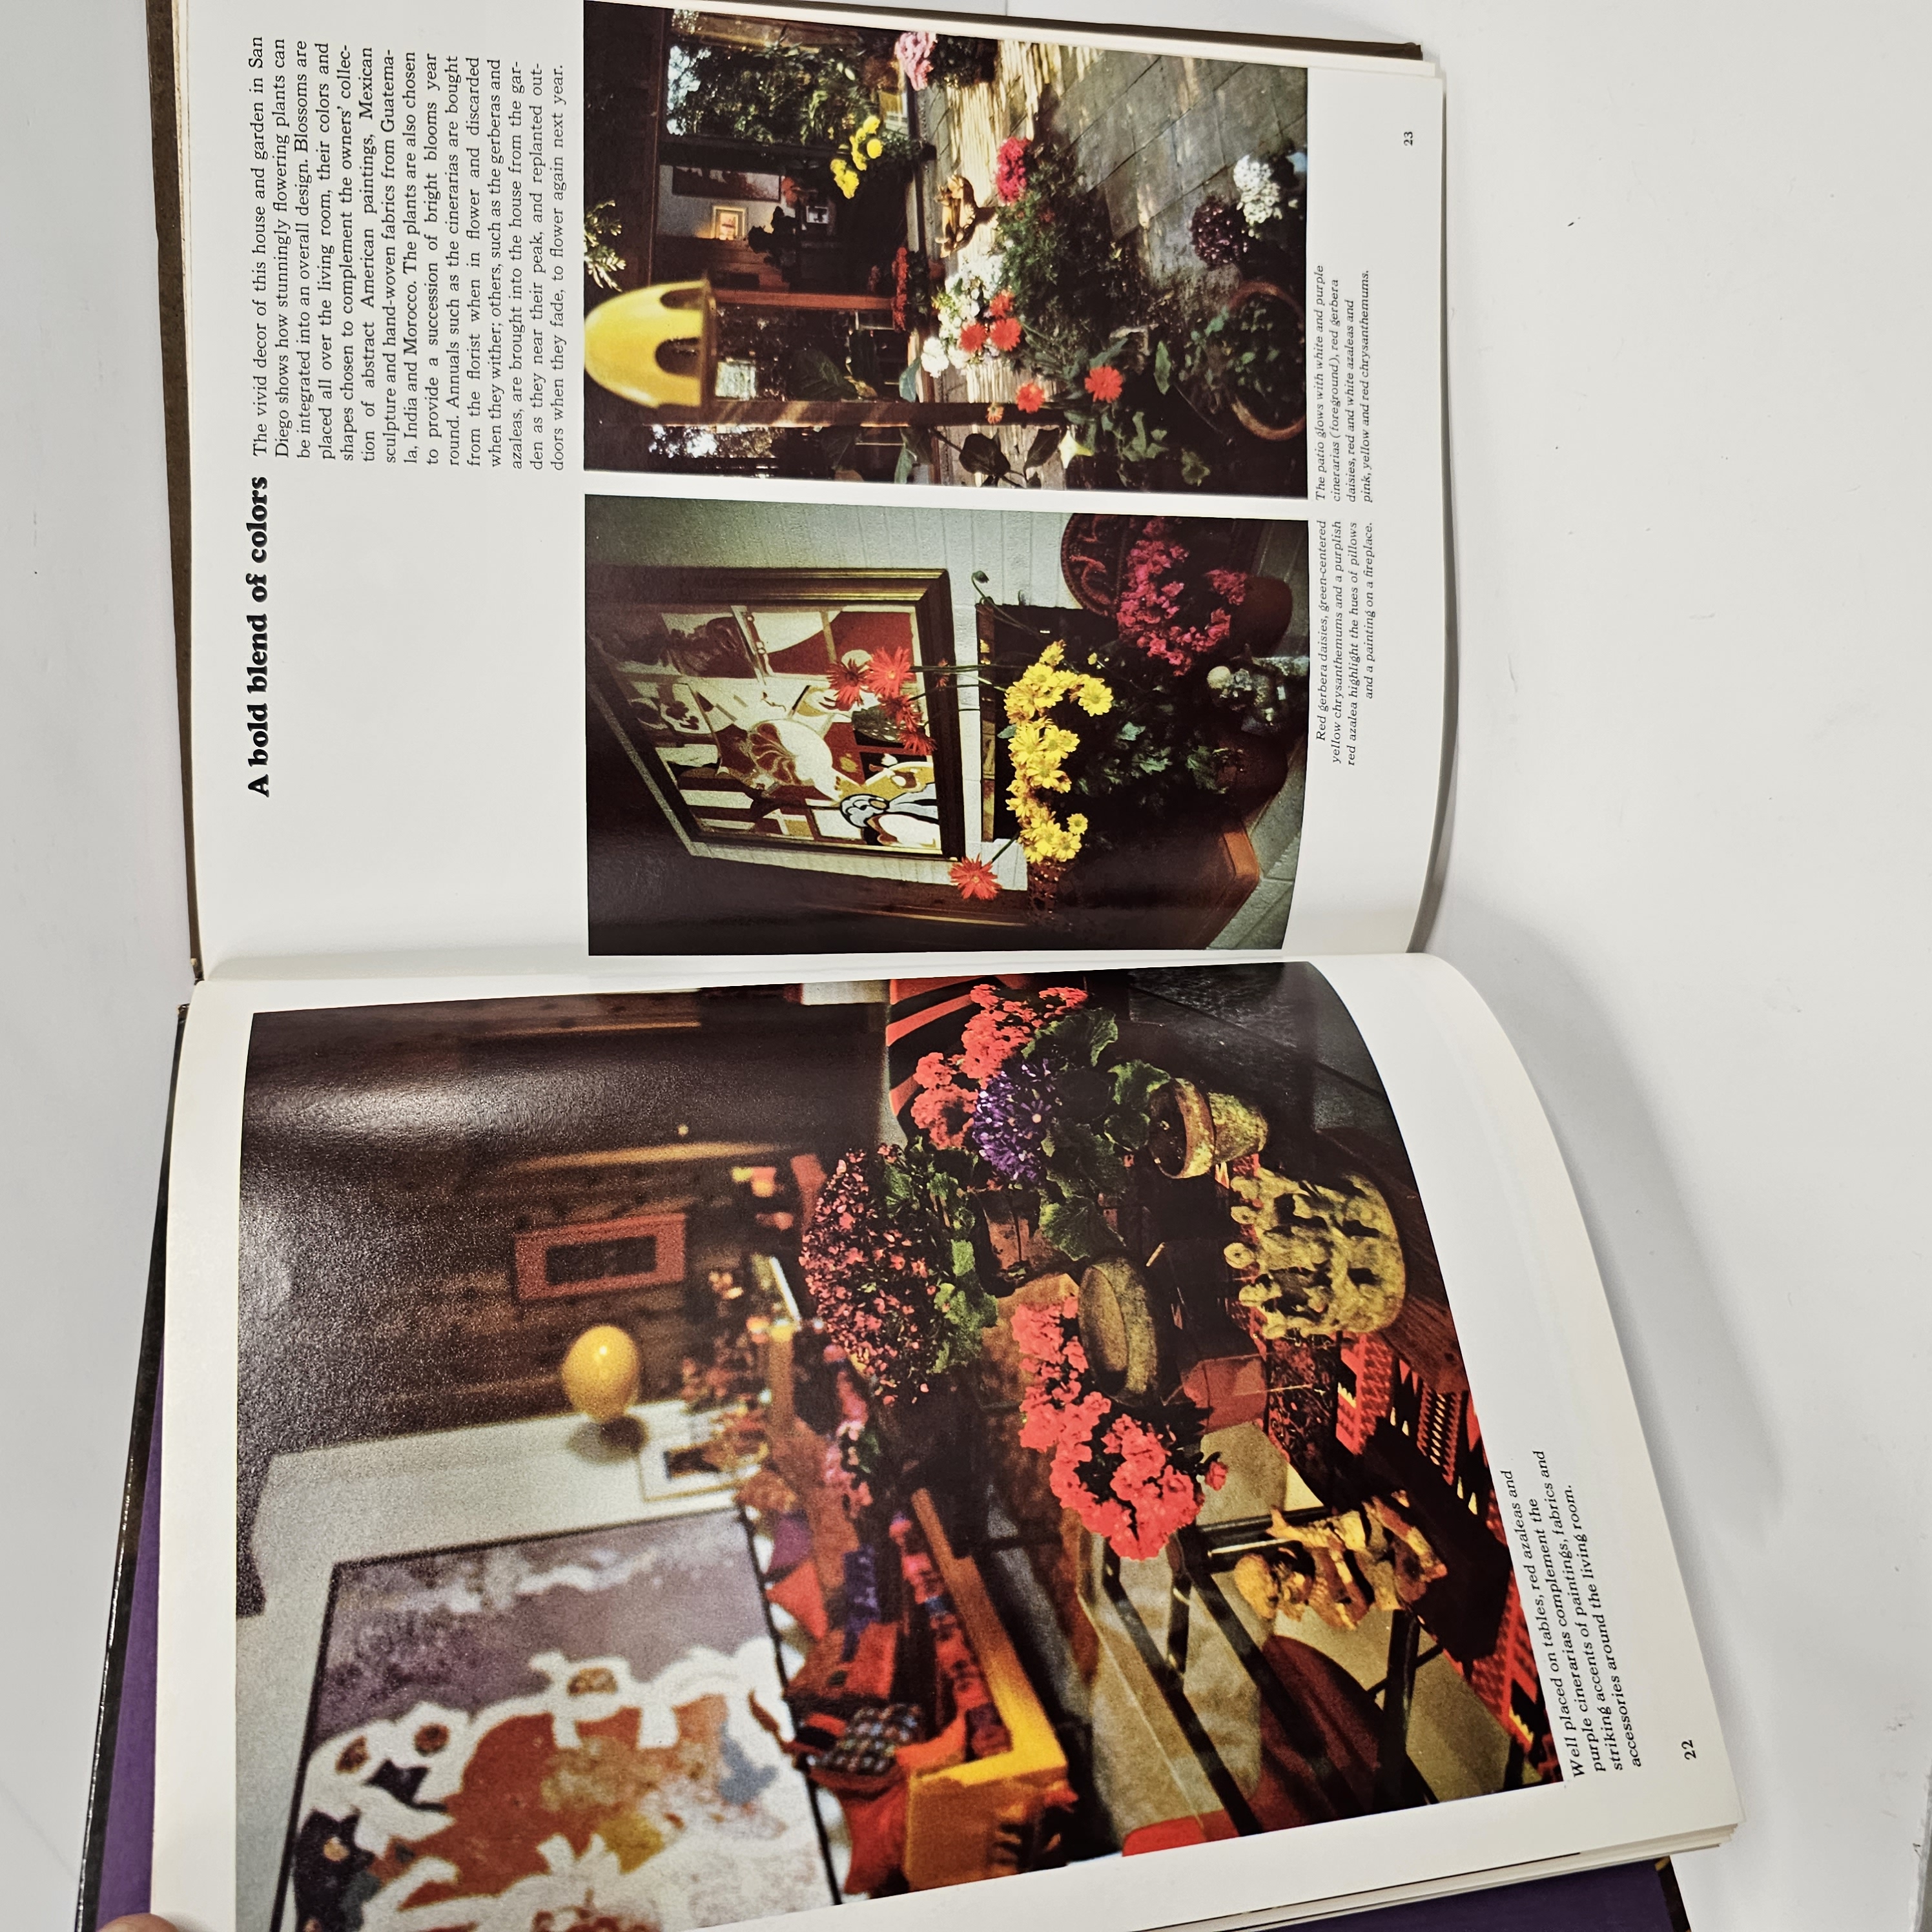 Well placed on tables, red azaleas and
purple cinerarias complement the
striking accents of paintings, fabrics and
accessories around the living room.
22
A bold blend of colors
The vivid decor of this house and garden in San
Diego shows how stunningly flowering plants can
be integrated into an overall design. Blossoms are
placed all over the living room, their colors and
shapes chosen to complement the owners' collec-
tion of abstract American paintings, Mexican
sculpture and hand-woven fabrics from Guatema-
la, India and Morocco. The plants are also chosen
to provide a succession of bright blooms year
round. Annuals such as the cinerarias are bought
from the florist when in flower and discarded
when they wither; others, such as the gerberas and
azaleas, are brought into the house from the gar-
den as they near their peak, and replanted out-
doors when they fade, to flower again next year.
Red gerbera daisies, green-centered
yellow chrysanthemums and a purplish
red azalea highlight the hues of pillows
and a painting on a fireplace.
The patio glows with white and purple
cinerarias (foreground), red gerbera
daisies, red and white azaleas and
pink, yellow and red chrysanthemums.
23